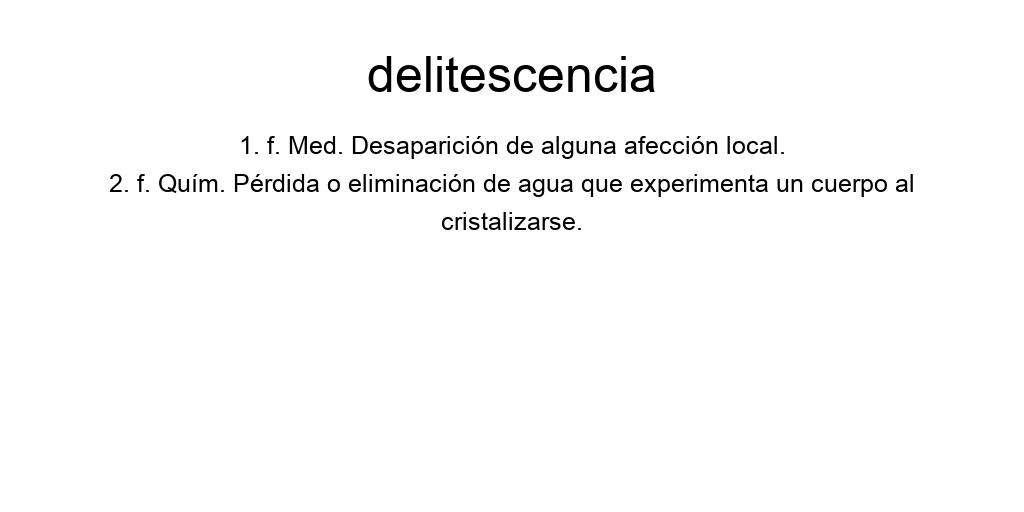 delitescencia
1. f. Med. Desaparición de alguna afección local.
2. f. Quím. Pérdida o eliminación de agua que experimenta un cuerpo al
cristalizarse.